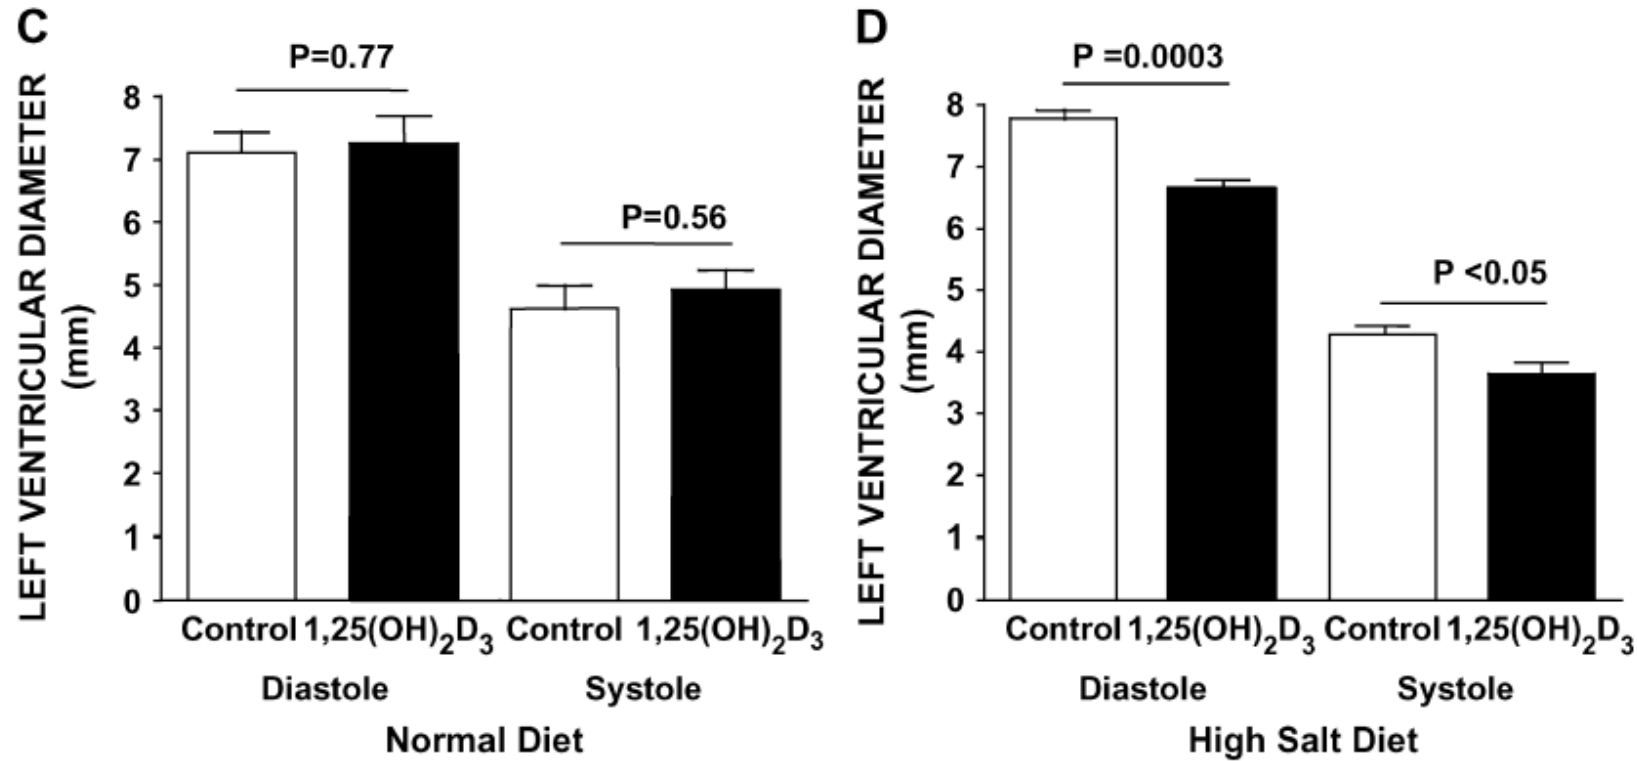 C
P=0.77
LEFT VENTRICULAR DIAMETER
(mm)
8
7
6
5
4
3
2
1
0
P=0.56
Control 1,25(OH)2D3 Control 1,25(OH)2D3
Diastole Systole
Normal Diet
D
P =0.0003
LEFT VENTRICULAR DIAMETER
(mm)
8
7
6
5
4
3
2
1
0
P <0.05
Control 1,25(OH)2D3 Control 1,25(OH)2D3
Diastole Systole
High Salt Diet